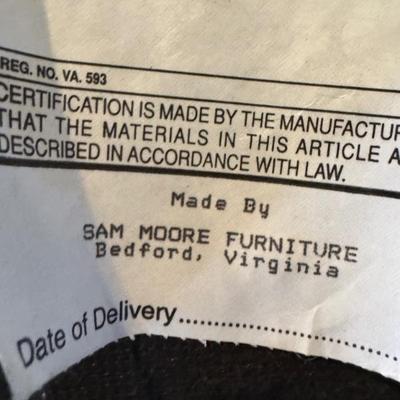 REG. NO. VA. 593
CERTIFICATION IS MADE BY THE MANUFACTUR
THAT THE MATERIALS IN THIS ARTICLE A
DESCRIBED IN ACCORDANCE WITH LAW.
Made By
SAM MOORE FURNITURE
Bedford, Virginia
Date of Delivery..............................